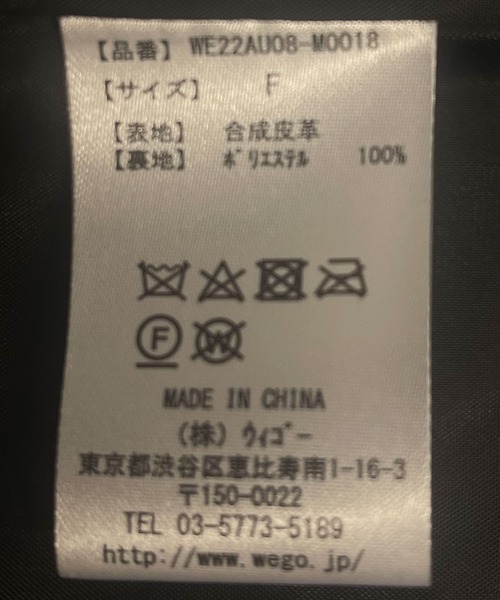 【品番】 WE22AU08-M0018
【サイズ】 F
【表地】 合成皮革
【裏地】 ポリエステル 100%
F
W
MADE IN CHINA
(株) ウィゴー
東京都渋谷区恵比寿南1-16-3
〒150-0022
TEL 03-5773-5189
http://www.wego.jp/